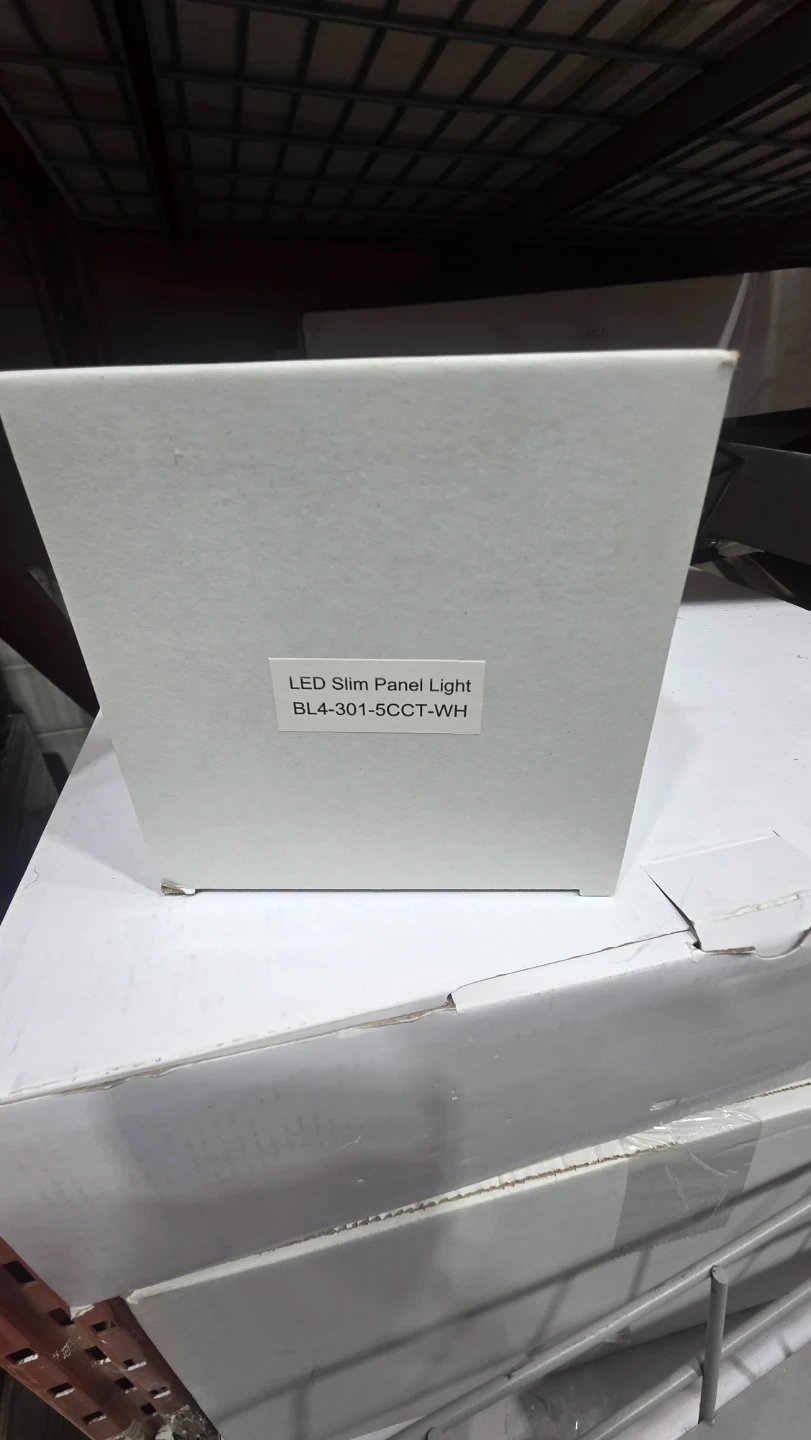 LED Slim Panel Light
BL4-301-5CCT-WH